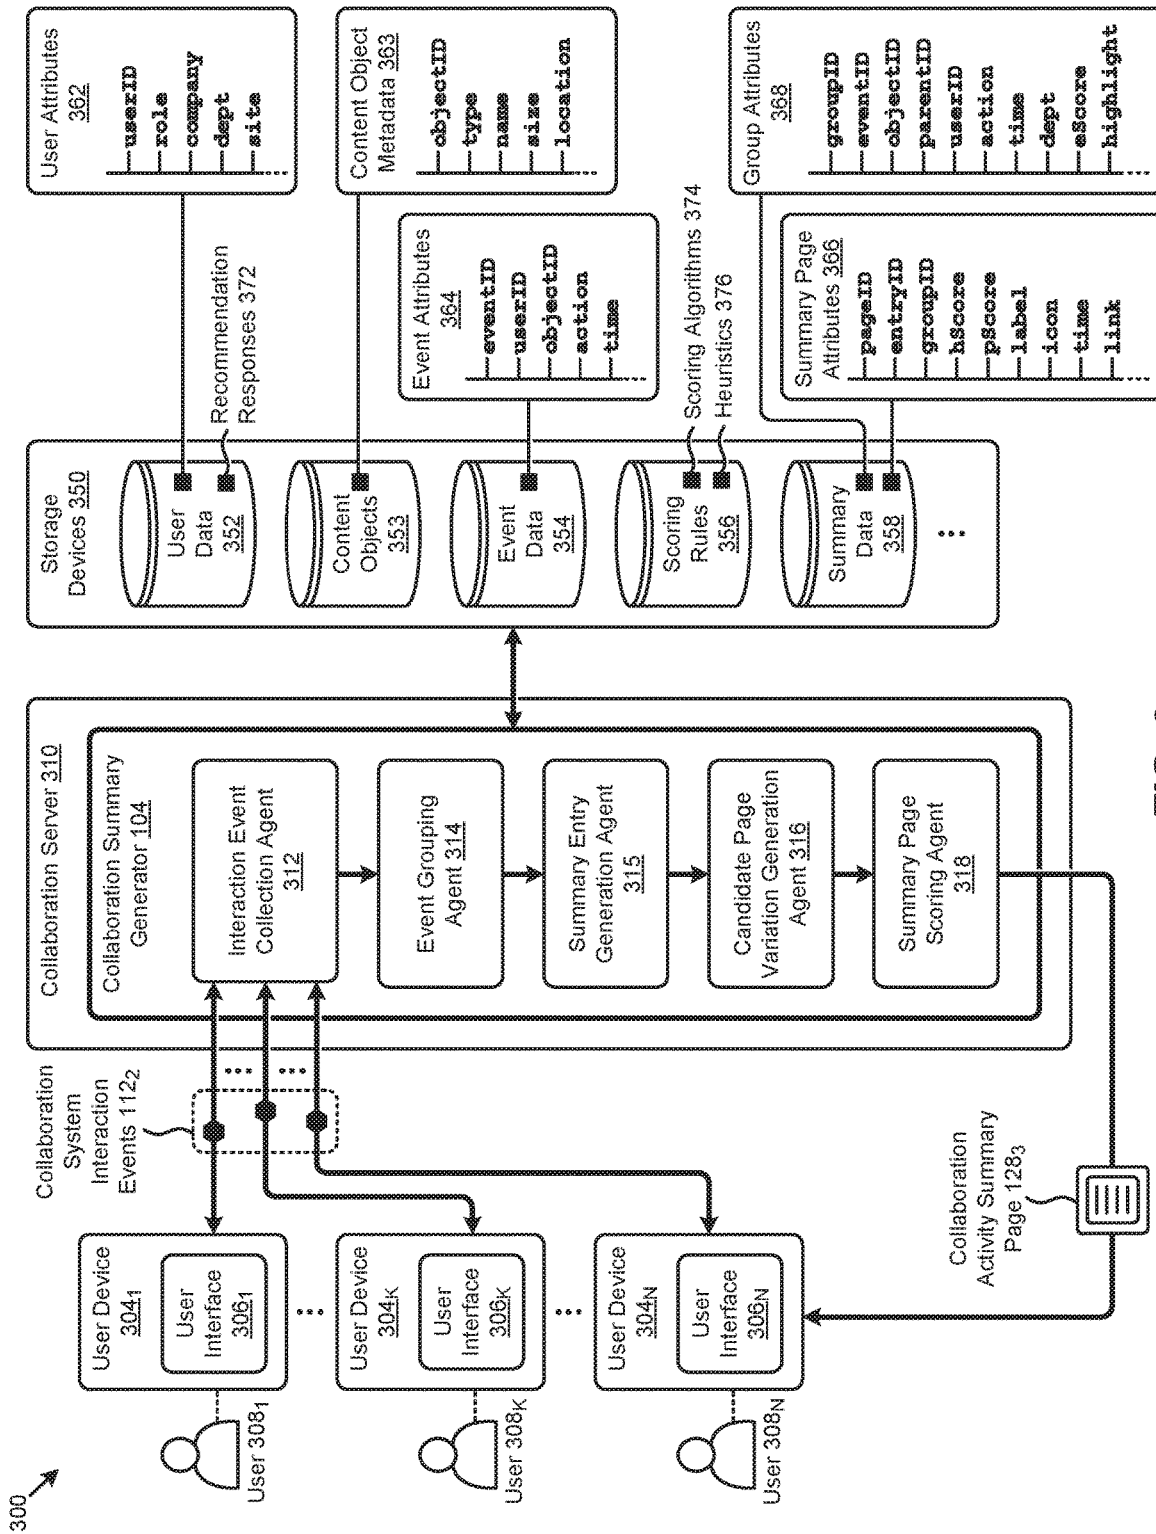 300
User 308₁
User 308K
User 308N
User Device
304₁
User
Interface
306₁
User Device
304K
User
Interface
306K
User Device
304N
User
Interface
306N
Collaboration
System
Interaction
Events 112₂
Collaboration
Activity Summary
Page 128₃
Collaboration Server 310
Collaboration Summary
Generator 104
Interaction Event
Collection Agent
312
Event Grouping
Agent 314
Summary Entry
Generation Agent
315
Candidate Page
Variation Generation
Agent 316
Summary Page
Scoring Agent
318
Storage
Devices 350
User
Data
352
Content
Objects
353
Event
Data
354
Scoring
Rules
356
Summary
Data
358
Recommendation
Responses 372
Scoring Algorithms 374
Heuristics 376
User Attributes
362
userID
role
company
dept
site
Content Object
Metadata 363
objectID
type
name
size
location
Event Attributes
364
eventID
userID
objectID
action
time
Summary Page
Attributes 366
pageID
entryID
groupID
hScore
pScore
label
icon
time
link
Group Attributes
368
groupID
eventID
objectID
parentID
userID
action
time
dept
eScore
highlight